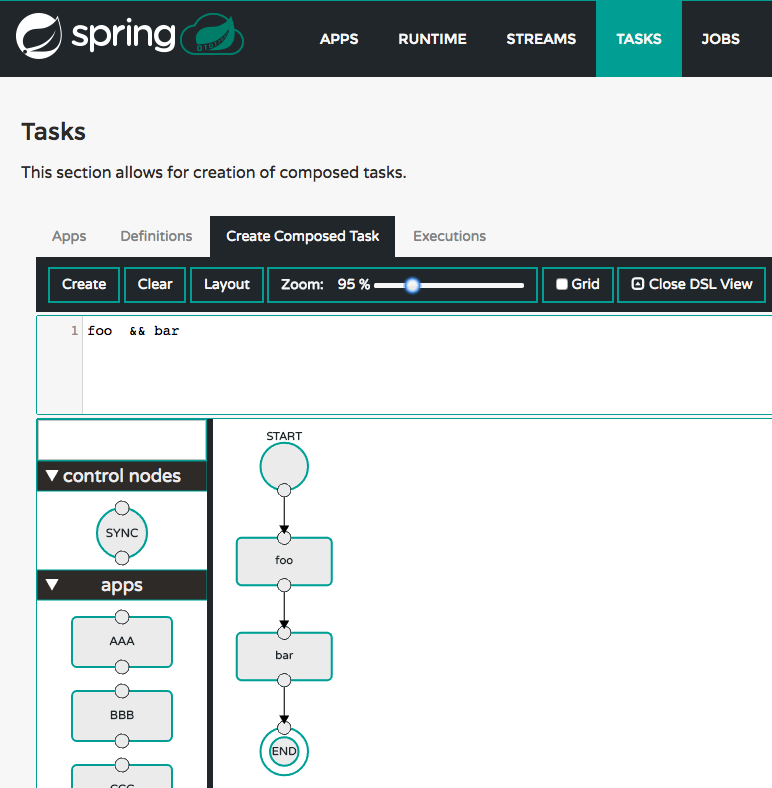 spring
APPS RUNTIME STREAMS TASKS JOBS
Tasks
This section allows for creation of composed tasks.
Apps Definitions Create Composed Task Executions
Create Clear Layout Zoom: 95 % Grid Close DSL View
1 foo && bar
control nodes
SYNC
apps
AAA
BBB
START
foo
bar
END